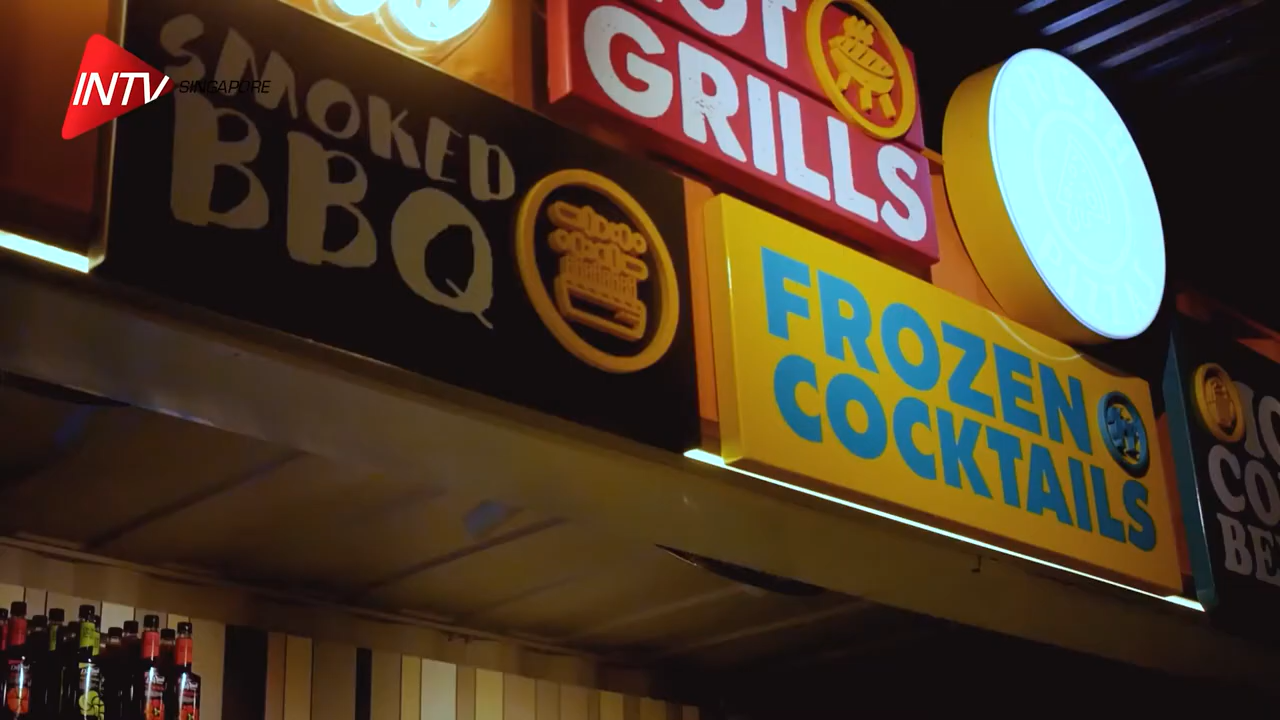 INTV SINGAPORE
SMOKED
BBQ
GRILLS
FROZEN
COCKTAILS